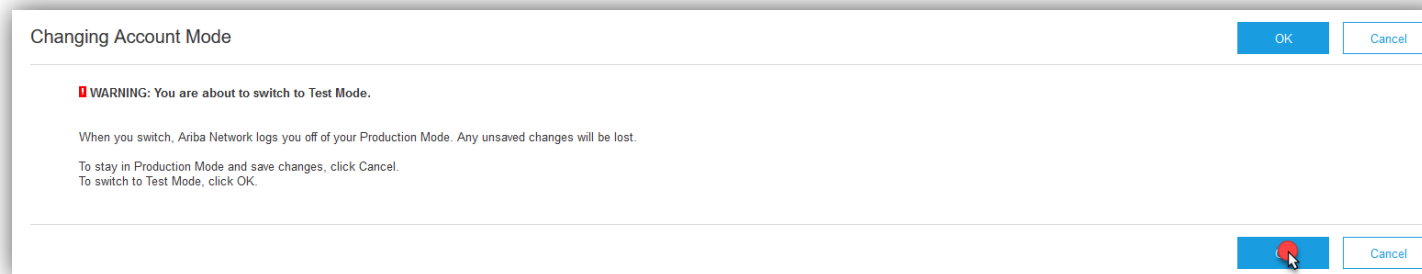 Changing Account Mode
OK
Cancel
! WARNING: You are about to switch to Test Mode.
When you switch, Ariba Network logs you off of your Production Mode. Any unsaved changes will be lost.
To stay in Production Mode and save changes, click Cancel.
To switch to Test Mode, click OK.
Cancel